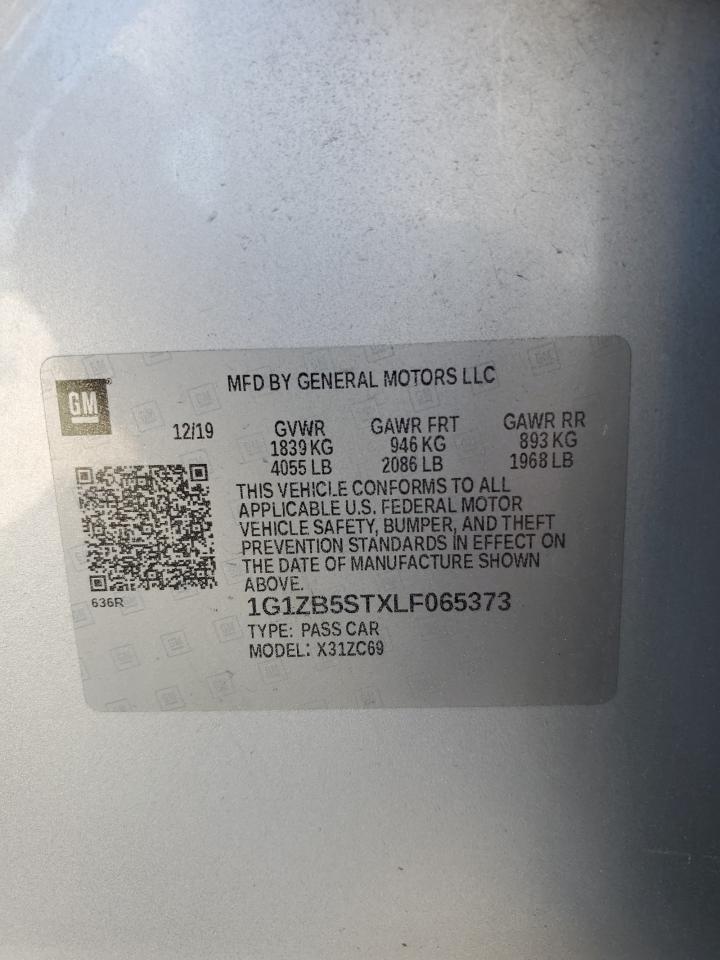 MFD BY GENERAL MOTORS LLC
GM
12/19 GVWR GAWR FRT GAWR RR
1839 KG 946 KG 893 KG
4055 LB 2086 LB 1968 LB
THIS VEHICLE CONFORMS TO ALL
APPLICABLE U.S. FEDERAL MOTOR
VEHICLE SAFETY, BUMPER, AND THEFT
PREVENTION STANDARDS IN EFFECT ON
THE DATE OF MANUFACTURE SHOWN
ABOVE.
636R
1G1ZB5STXLF065373
TYPE: PASS CAR
MODEL: X31ZC69